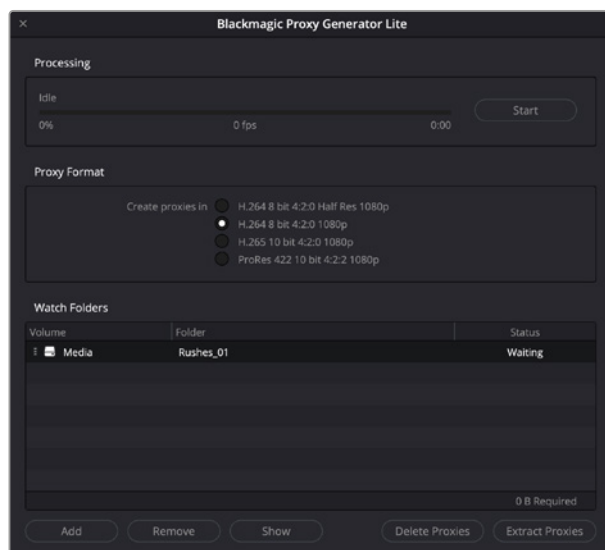 Blackmagic Proxy Generator Lite
Processing
Idle
Start
0%
0 fps
0:00
Proxy Format
Create proxies in
H.264 8 bit 4:2:0 Half Res 1080p
H.264 8 bit 4:2:0 1080p
H.265 10 bit 4:2:0 1080p
ProRes 422 10 bit 4:2:2 1080p
Watch Folders
Volume Folder Status
Media Rushes_01 Waiting
0 B Required
Add Remove Show Delete Proxies Extract Proxies